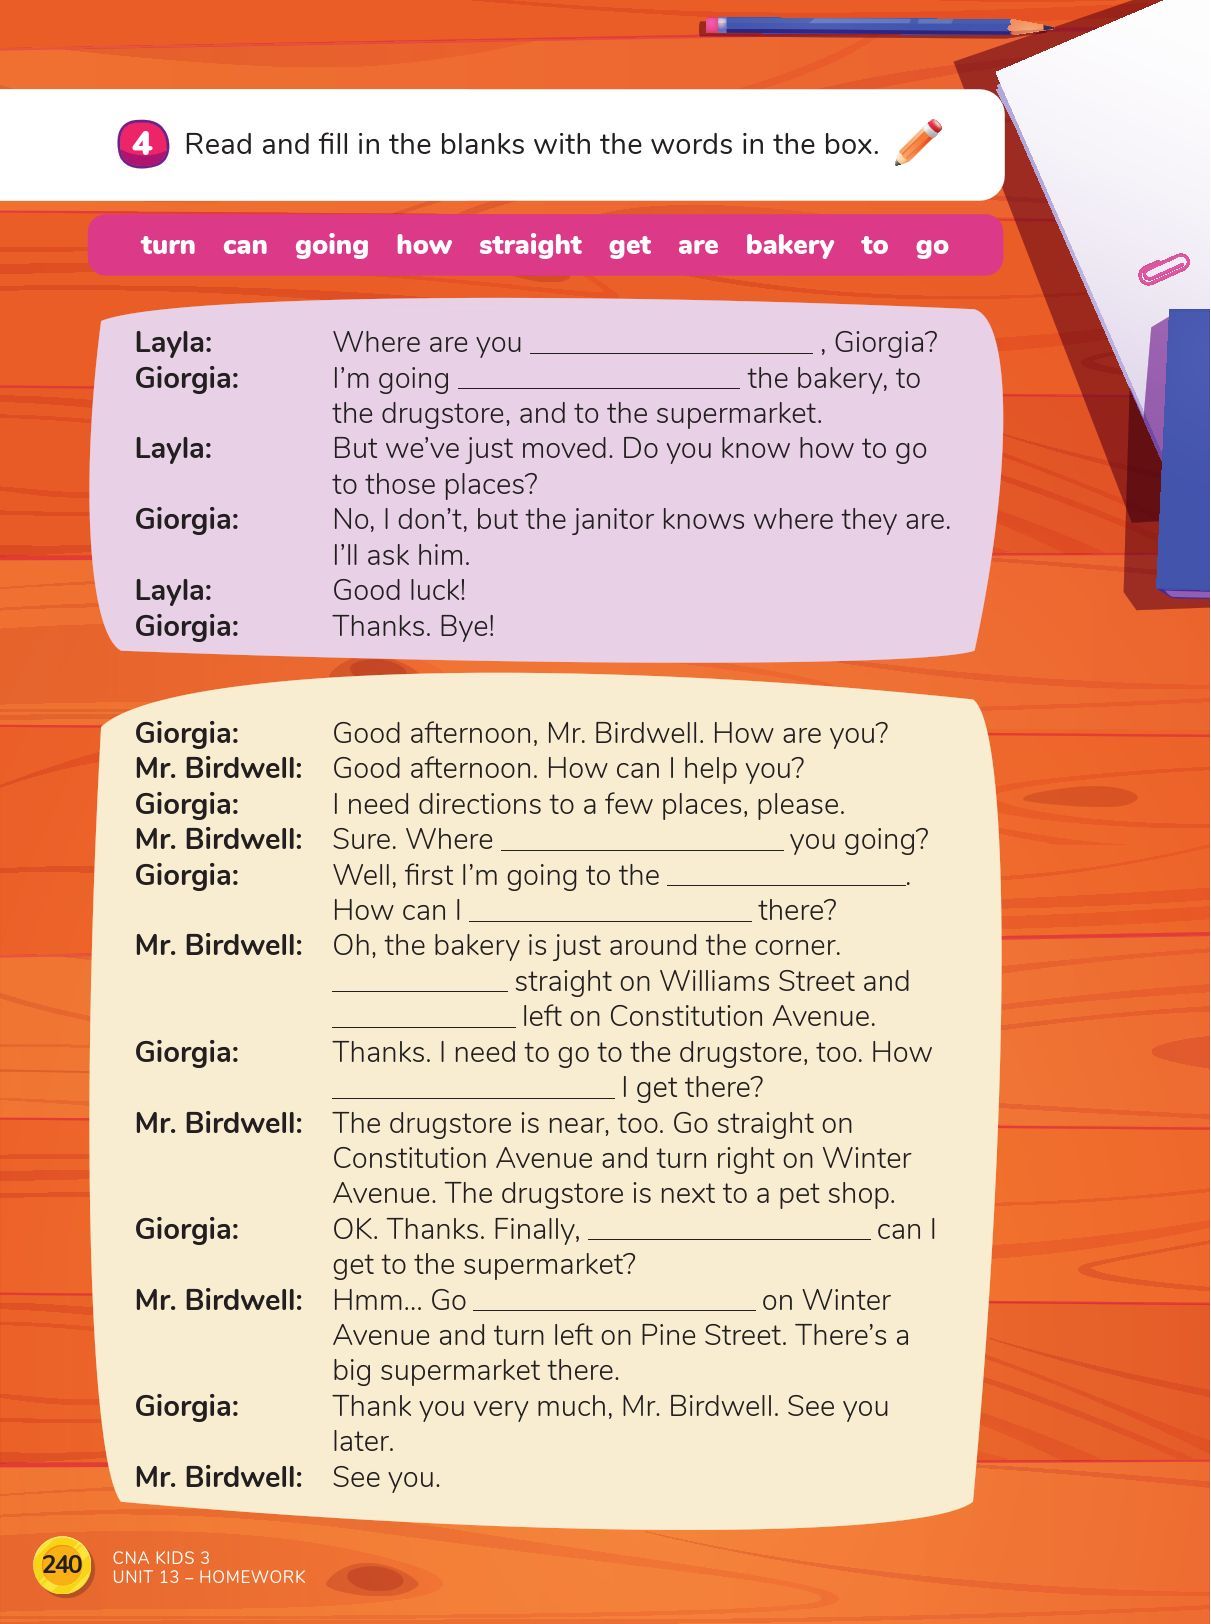 4 Read and fill in the blanks with the words in the box.
turn can going how straight get are bakery to go
Layla: Where are you ____________________ , Giorgia?
Giorgia: I'm going ____________________ the bakery, to
the drugstore, and to the supermarket.
Layla: But we've just moved. Do you know how to go
to those places?
Giorgia: No, I don't, but the janitor knows where they are.
I'll ask him.
Layla: Good luck!
Giorgia: Thanks. Bye!
Giorgia: Good afternoon, Mr. Birdwell. How are you?
Mr. Birdwell: Good afternoon. How can I help you?
Giorgia: I need directions to a few places, please.
Mr. Birdwell: Sure. Where ____________________ you going?
Giorgia: Well, first I'm going to the _________________.
How can I ____________________ there?
Mr. Birdwell: Oh, the bakery is just around the corner.
____________ straight on Williams Street and
_____________ left on Constitution Avenue.
Giorgia: Thanks. I need to go to the drugstore, too. How
____________________ I get there?
Mr. Birdwell: The drugstore is near, too. Go straight on
Constitution Avenue and turn right on Winter
Avenue. The drugstore is next to a pet shop.
Giorgia: OK. Thanks. Finally, ____________________ can I
get to the supermarket?
Mr. Birdwell: Hmm... Go ____________________ on Winter
Avenue and turn left on Pine Street. There's a
big supermarket there.
Giorgia: Thank you very much, Mr. Birdwell. See you
later.
Mr. Birdwell: See you.
240 CNA KIDS 3
UNIT 13 – HOMEWORK